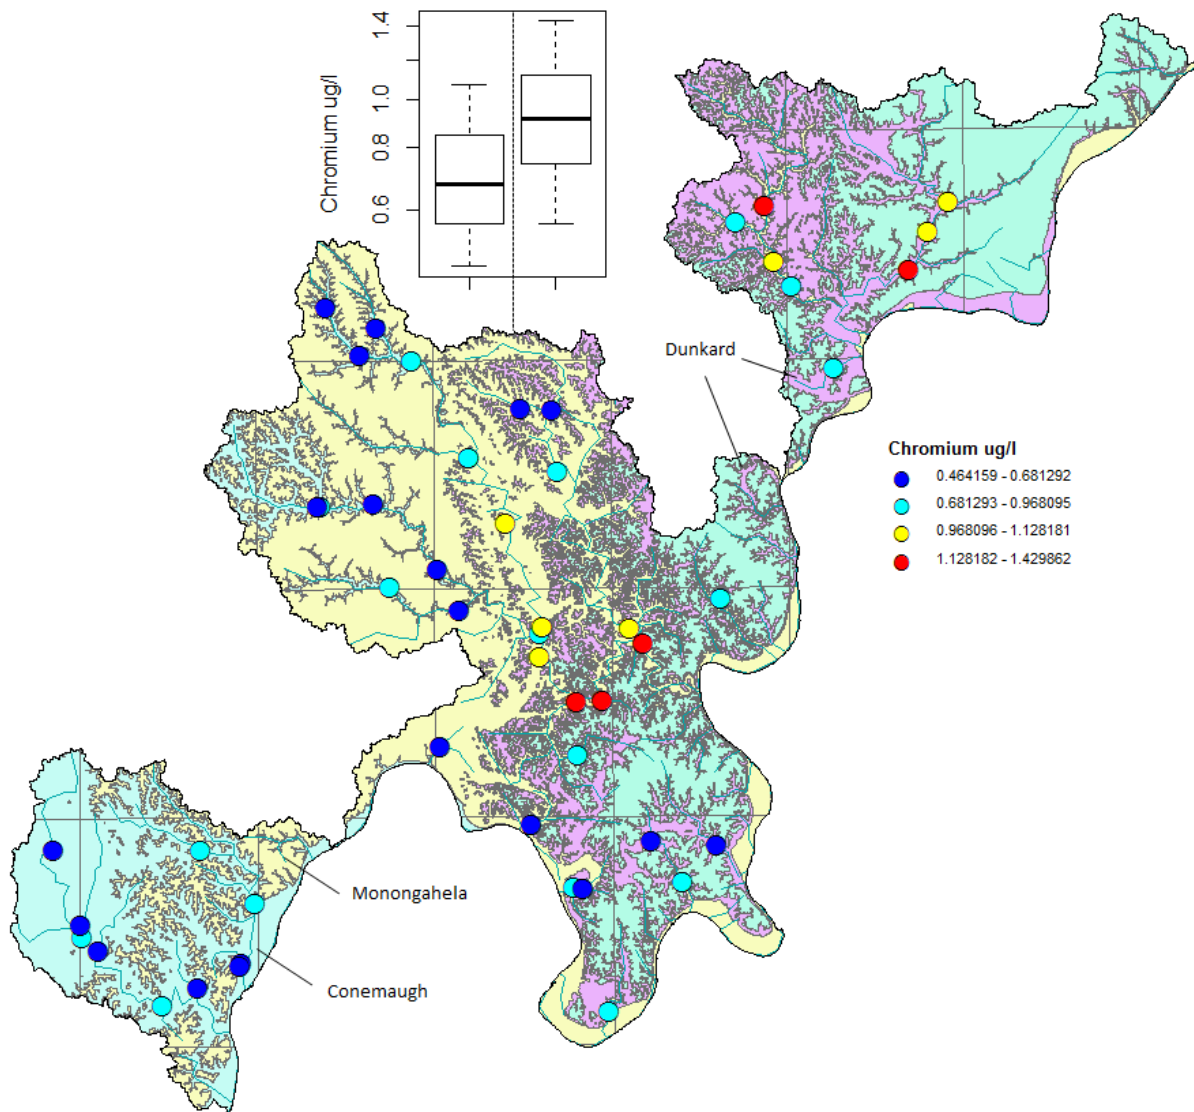 Chromium ug/l
1.4
1.0
0.8
0.6
Dunkard
Chromium ug/l
0.464159 - 0.681292
0.681293 - 0.968095
0.968096 - 1.128181
1.128182 - 1.429862
Monongahela
Conemaugh